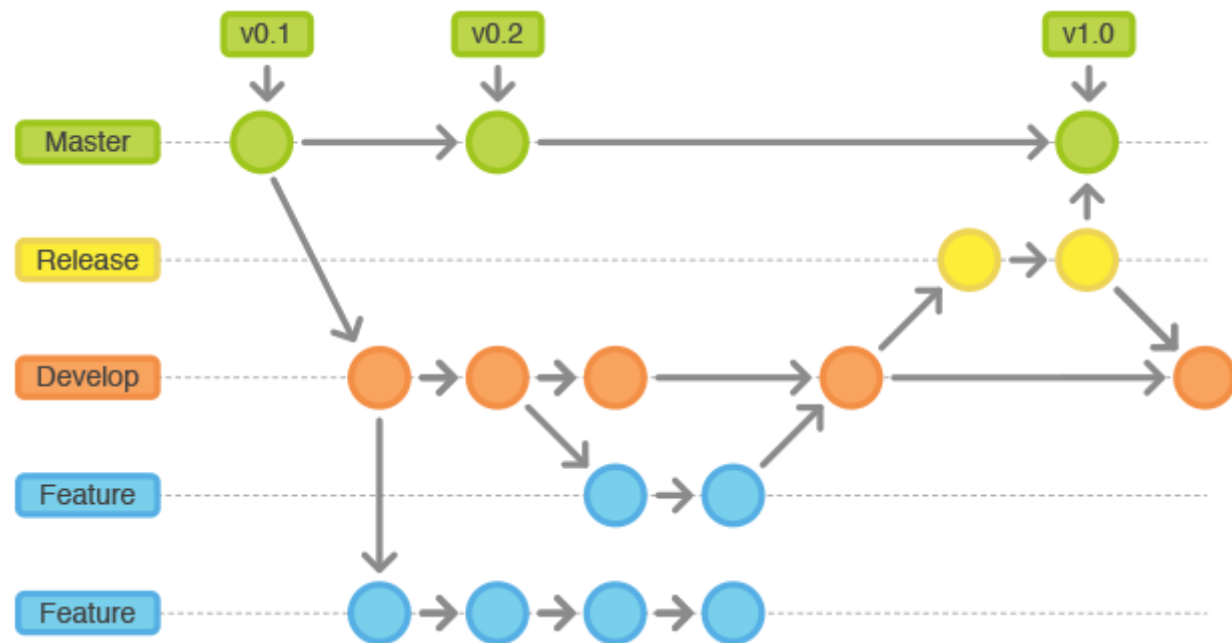 v0.1
v0.2
v1.0
Master
Release
Develop
Feature
Feature